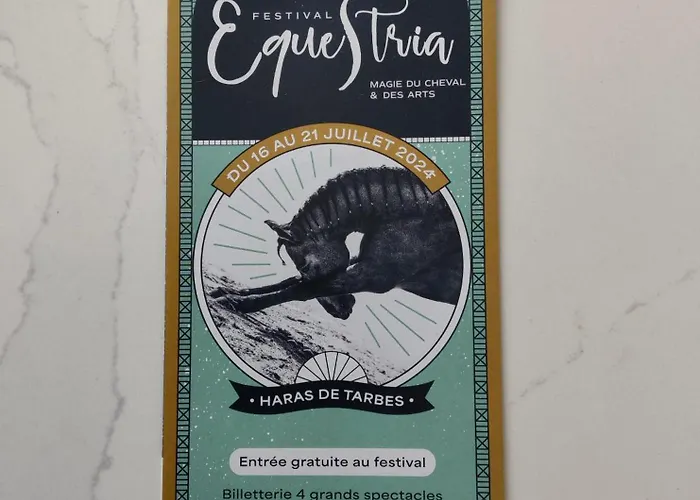 FESTIVAL
EqueStria
MAGIE DU CHEVAL
& DES ARTS
DU 16 AU 21 JUILLET 2024
• HARAS DE TARBES •
Entrée gratuite au festival
Billetterie 4 grands spectacles